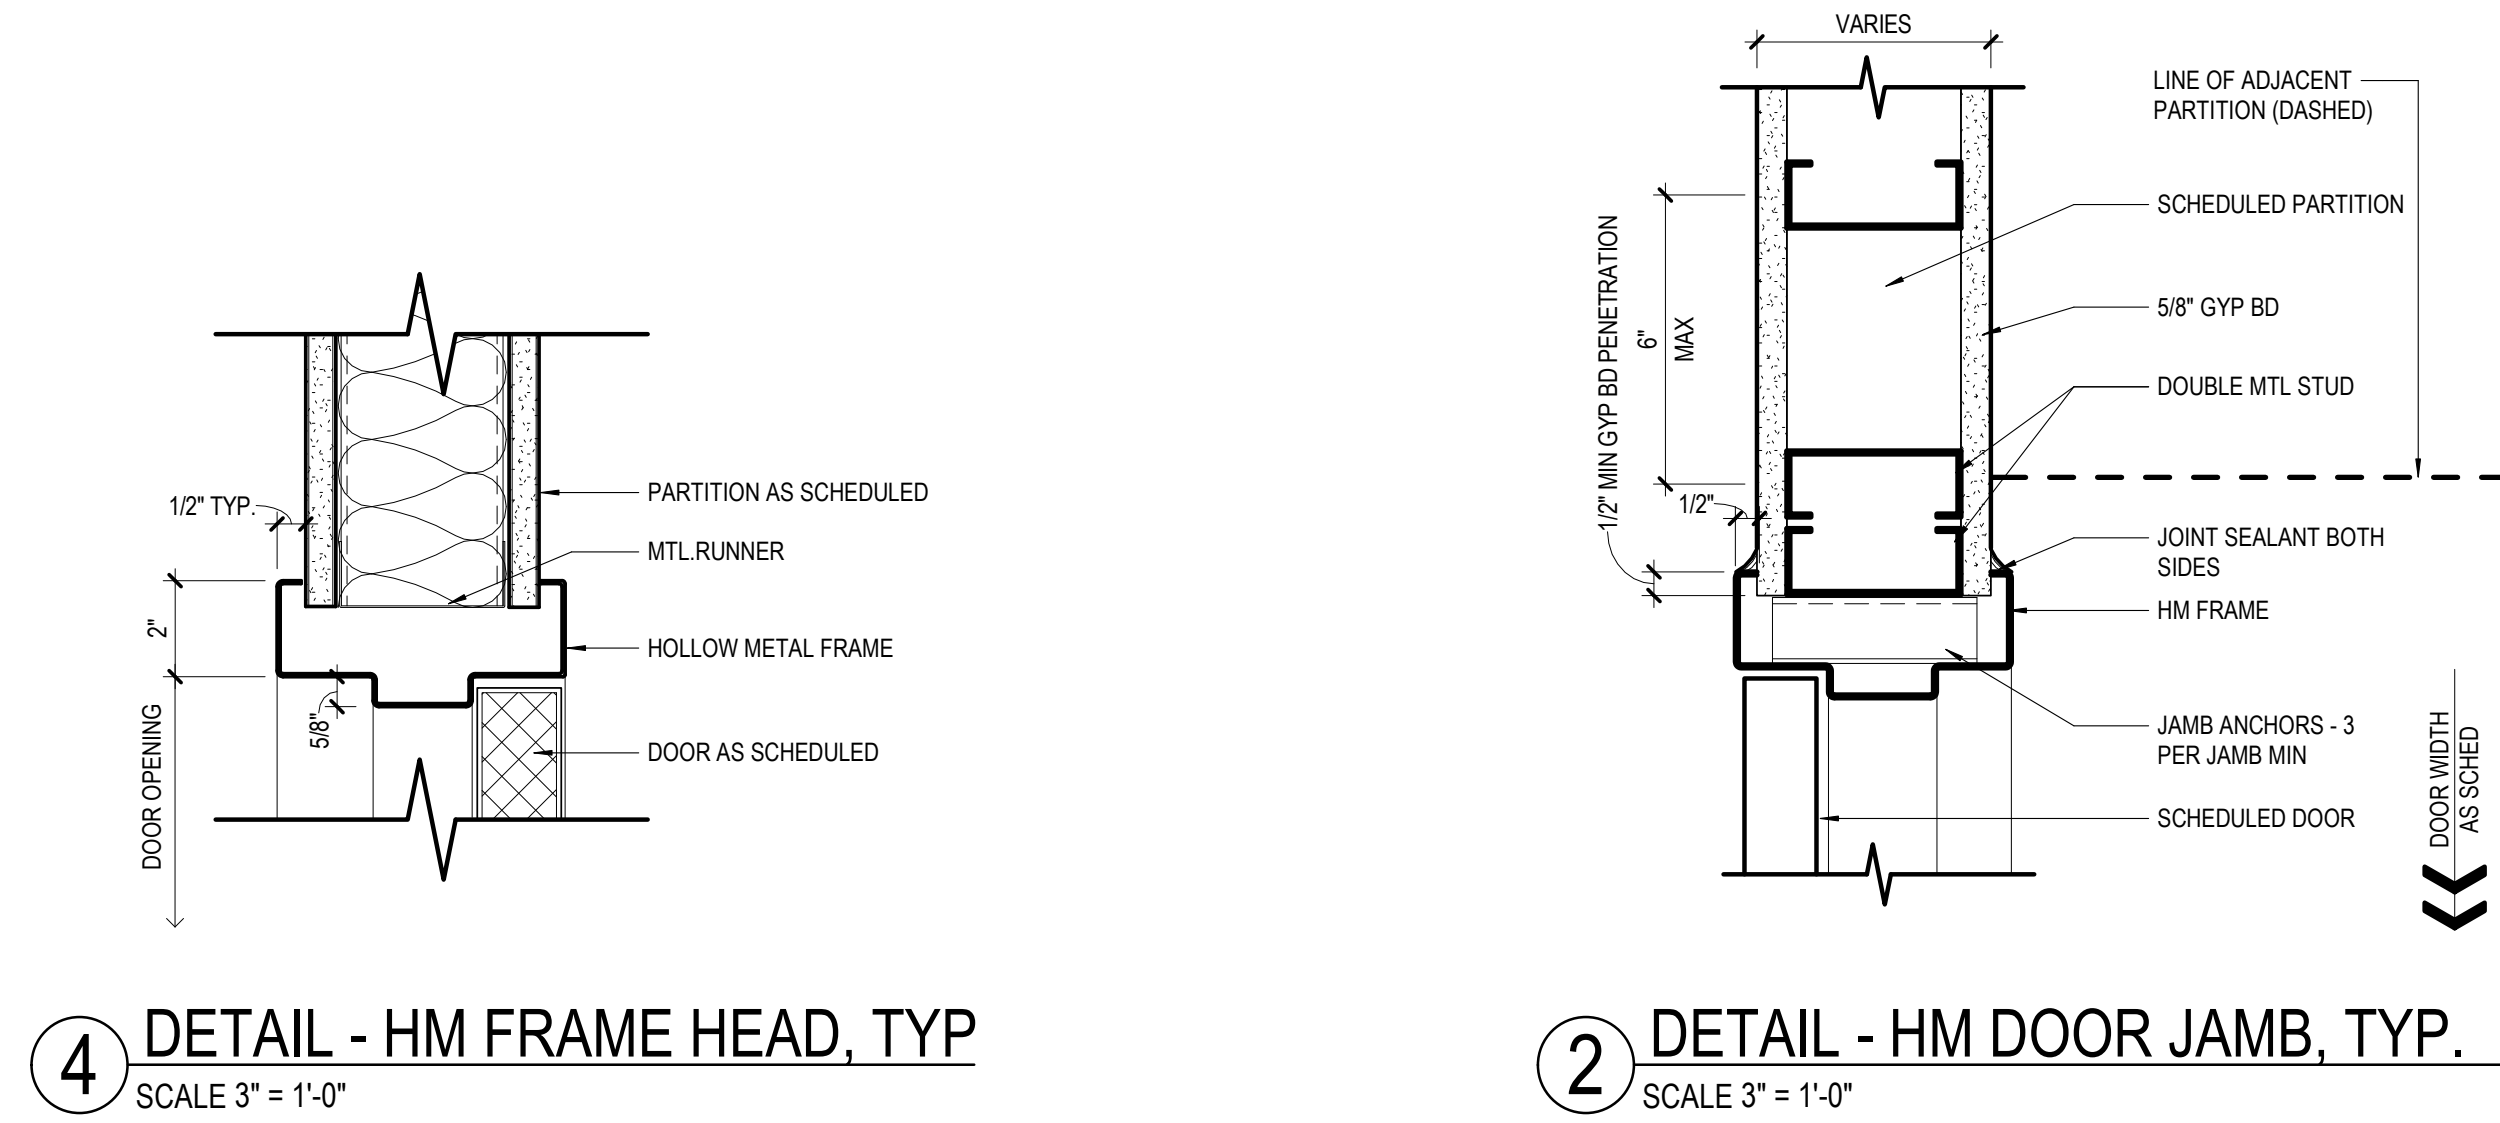 1/2" TYP.
2"
5/8"
DOOR OPENING
PARTITION AS SCHEDULED
MTL.RUNNER
HOLLOW METAL FRAME
DOOR AS SCHEDULED
4
DETAIL - HM FRAME HEAD, TYP
SCALE 3" = 1'-0"
VARIES
1/2" MIN GYP BD PENETRATION
6"
MAX
1/2"
LINE OF ADJACENT
PARTITION (DASHED)
SCHEDULED PARTITION
5/8" GYP BD
DOUBLE MTL STUD
JOINT SEALANT BOTH
SIDES
HM FRAME
JAMB ANCHORS - 3
PER JAMB MIN
SCHEDULED DOOR
DOOR WIDTH
AS SCHED
2
DETAIL - HM DOOR JAMB, TYP.
SCALE 3" = 1'-0"